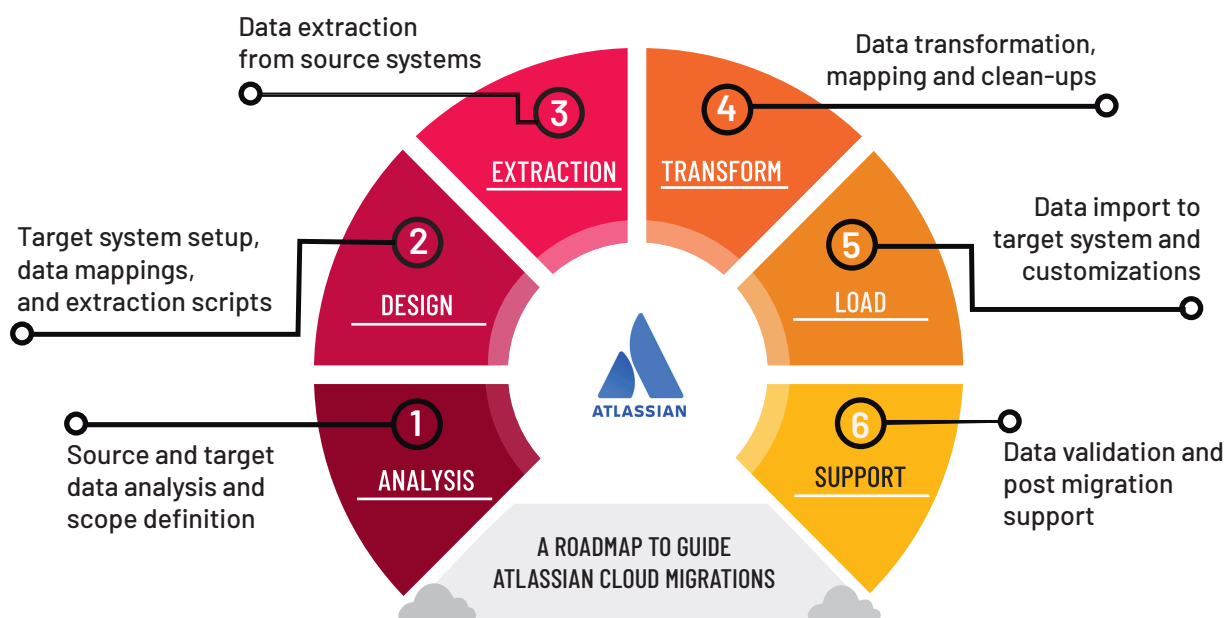 1
ANALYSIS
Source and target
data analysis and
scope definition
2
DESIGN
Target system setup,
data mappings,
and extraction scripts
3
EXTRACTION
Data extraction
from source systems
4
TRANSFORM
Data transformation,
mapping and clean-ups
5
LOAD
Data import to
target system and
customizations
6
SUPPORT
Data validation and
post migration
support
ATLASSIAN
A ROADMAP TO GUIDE
ATLASSIAN CLOUD MIGRATIONS